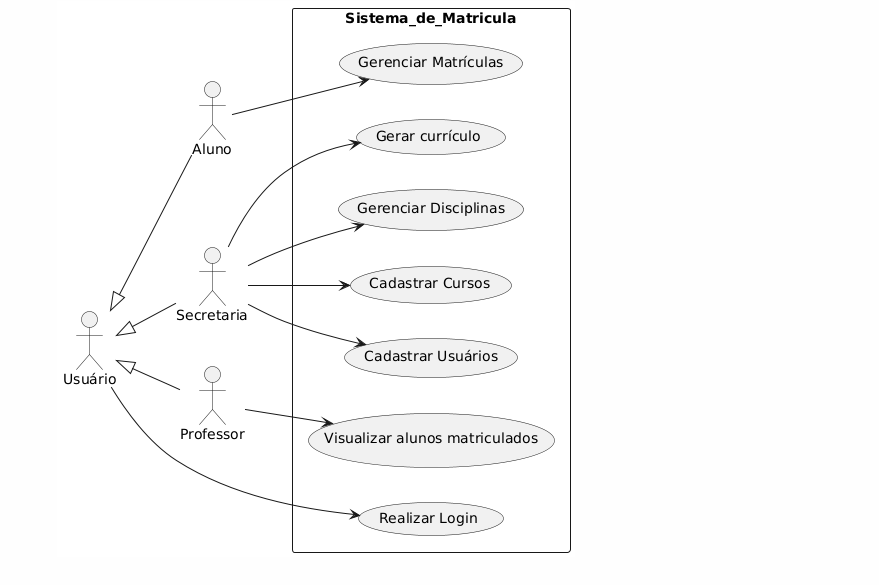 Sistema_de_Matricula
Gerenciar Matrículas
Gerar currículo
Aluno
Gerenciar Disciplinas
Cadastrar Cursos
Secretaria
Cadastrar Usuários
Usuário
Professor
Visualizar alunos matriculados
Realizar Login